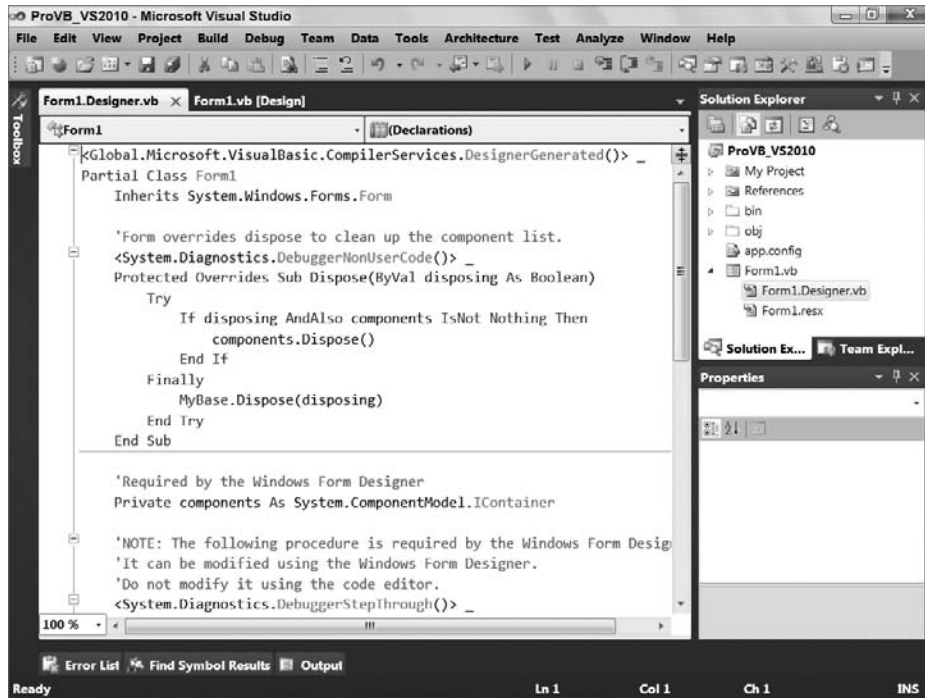 ProVB_VS2010 - Microsoft Visual Studio
File Edit View Project Build Debug Team Data Tools Architecture Test Analyze Window Help
Toolbox
Form1.Designer.vb Form1.vb [Design]
Form1 (Declarations)
<Global.Microsoft.VisualBasic.CompilerServices.DesignerGenerated()> _
Partial Class Form1
Inherits System.Windows.Forms.Form
'Form overrides dispose to clean up the component list.
<System.Diagnostics.DebuggerNonUserCode()> _
Protected Overrides Sub Dispose(ByVal disposing As Boolean)
Try
If disposing AndAlso components IsNot Nothing Then
components.Dispose()
End If
Finally
MyBase.Dispose(disposing)
End Try
End Sub
'Required by the Windows Form Designer
Private components As System.ComponentModel.IContainer
'NOTE: The following procedure is required by the Windows Form Desig
'It can be modified using the Windows Form Designer.
'Do not modify it using the code editor.
<System.Diagnostics.DebuggerStepThrough()> _
100 %
Solution Explorer
ProVB_VS2010
My Project
References
bin
obj
app.config
Form1.vb
Form1.Designer.vb
Form1.resx
Solution Ex... Team Expl...
Properties
Error List Find Symbol Results Output
Ready Ln 1 Col 1 Ch 1 INS